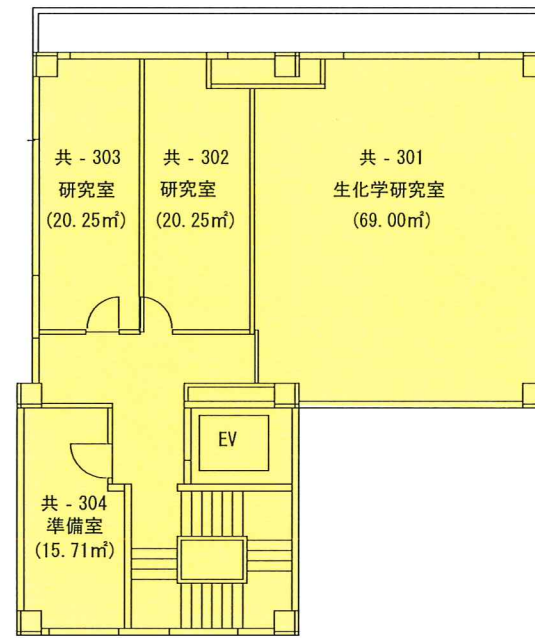 共 - 303
研究室
(20.25㎡)
共 - 302
研究室
(20.25㎡)
共 - 301
生化学研究室
(69.00㎡)
EV
共 - 304
準備室
(15.71㎡)